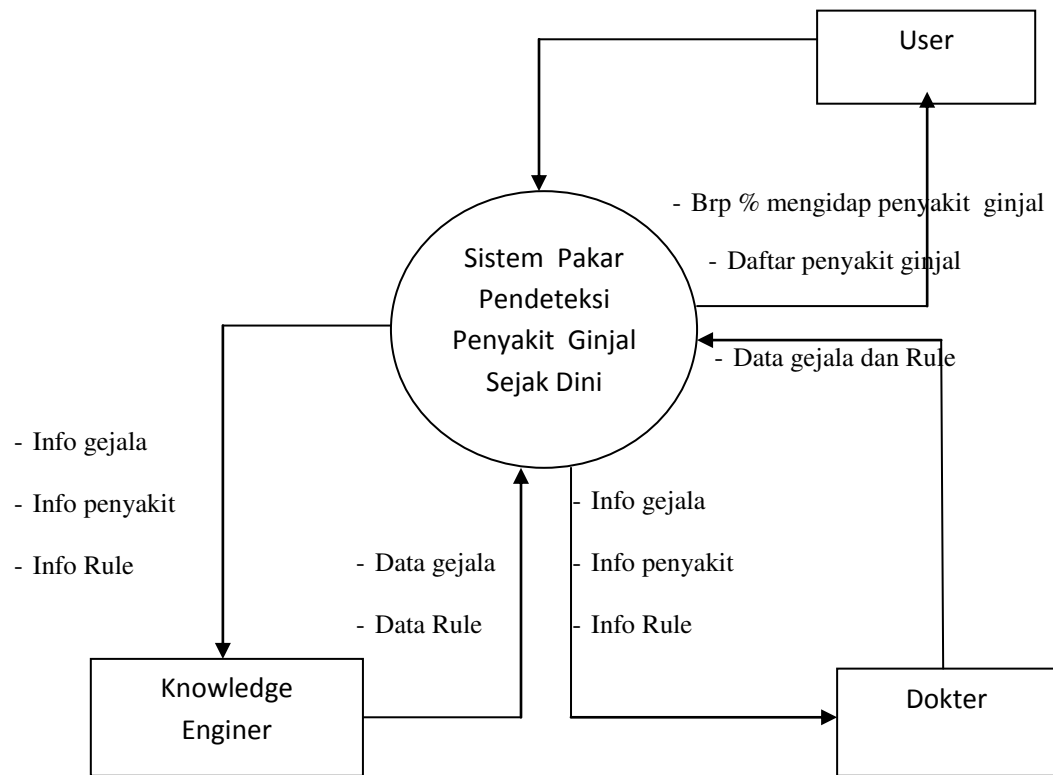 User
- Brp % mengidap penyakit ginjal
- Daftar penyakit ginjal
Sistem Pakar
Pendeteksi
Penyakit Ginjal
Sejak Dini
- Data gejala dan Rule
- Info gejala
- Info penyakit
- Info Rule
- Data gejala
- Data Rule
- Info gejala
- Info penyakit
- Info Rule
Knowledge
Enginer
Dokter